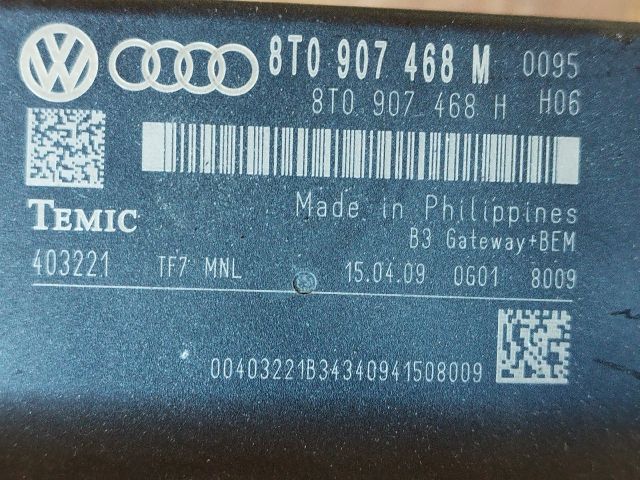 8T0 907 468 M 0095
8T0 907 468 H H06
TEMIC
Made in Philippines
B3 Gateway+BEM
403221 TF7 MNL 15.04.09 0G01 8009
00403221B34340941508009